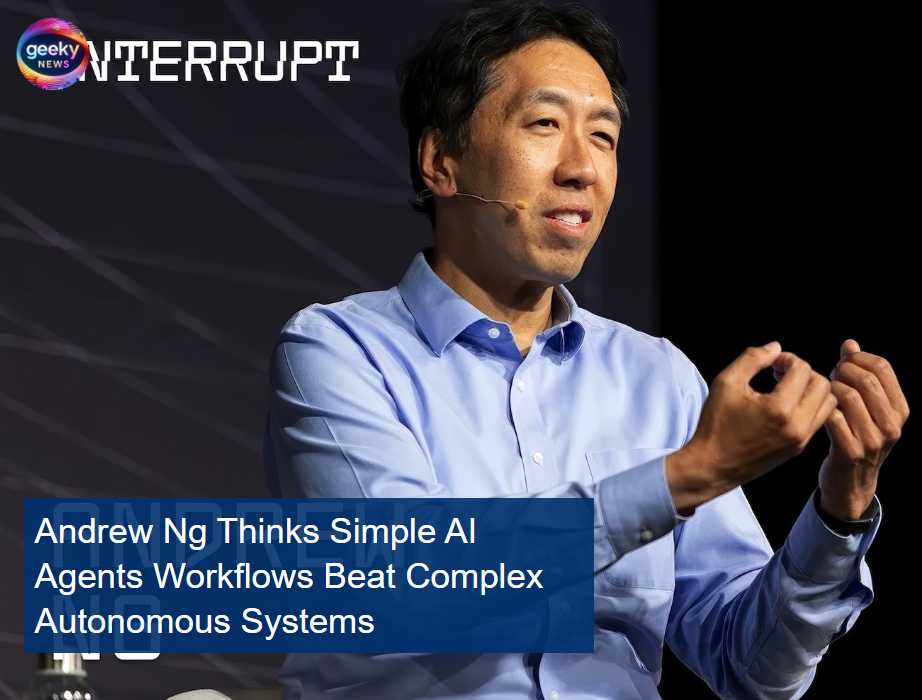 geeky
NEWS
NTERRUPT
Andrew Ng Thinks Simple AI
Agents Workflows Beat Complex
Autonomous Systems